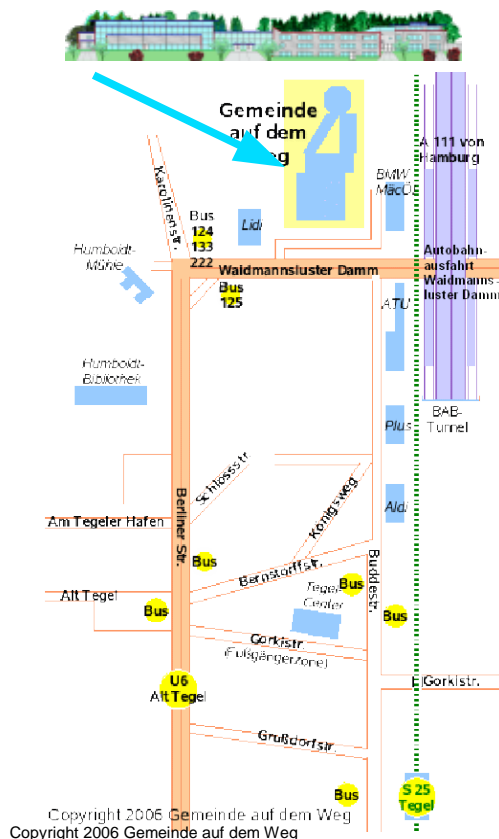 Gemeinde
auf dem
Weg
A 111 von
Hamburg
BMW
Karolinenstr.
Bus
124
133
222
Lidl
Humboldt-
Mühle
Waidmannsluster Damm
Autobahn-
ausfahrt
Waidmanns-
luster Damm
Bus
125
ATU
Humboldt-
Bibliothek
Plus
BAB-
Tunnel
Schlossstr.
Königsweg
Aldi
Am Tegeler Hafen
Berliner Str.
Bus
Bernstorffstr.
Buddestr.
Alt Tegel
Bus
Tegel
Center
Bus
Bus
Gorkistr.
(Fußgängerzone)
U6
Alt Tegel
Gorkistr.
Grußdorfstr.
Bus
S 25
Tegel
Copyright 2006 Gemeinde auf dem Weg
Copyright 2006 Gemeinde auf dem Weg